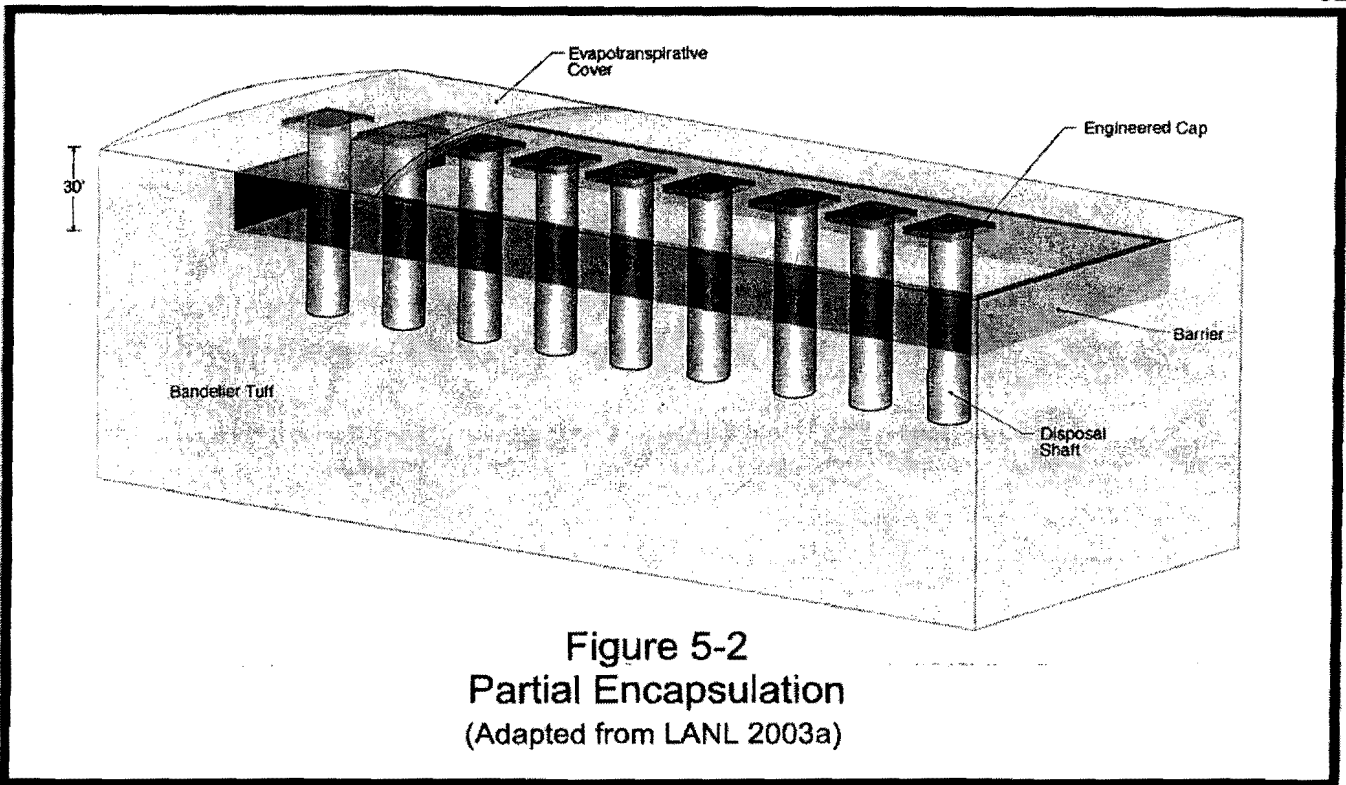 Evapotranspirative
Cover
Engineered Cap
30'
Barrier
Bandelier Tuff
Disposal
Shaft
Figure 5-2
Partial Encapsulation
(Adapted from LANL 2003a)